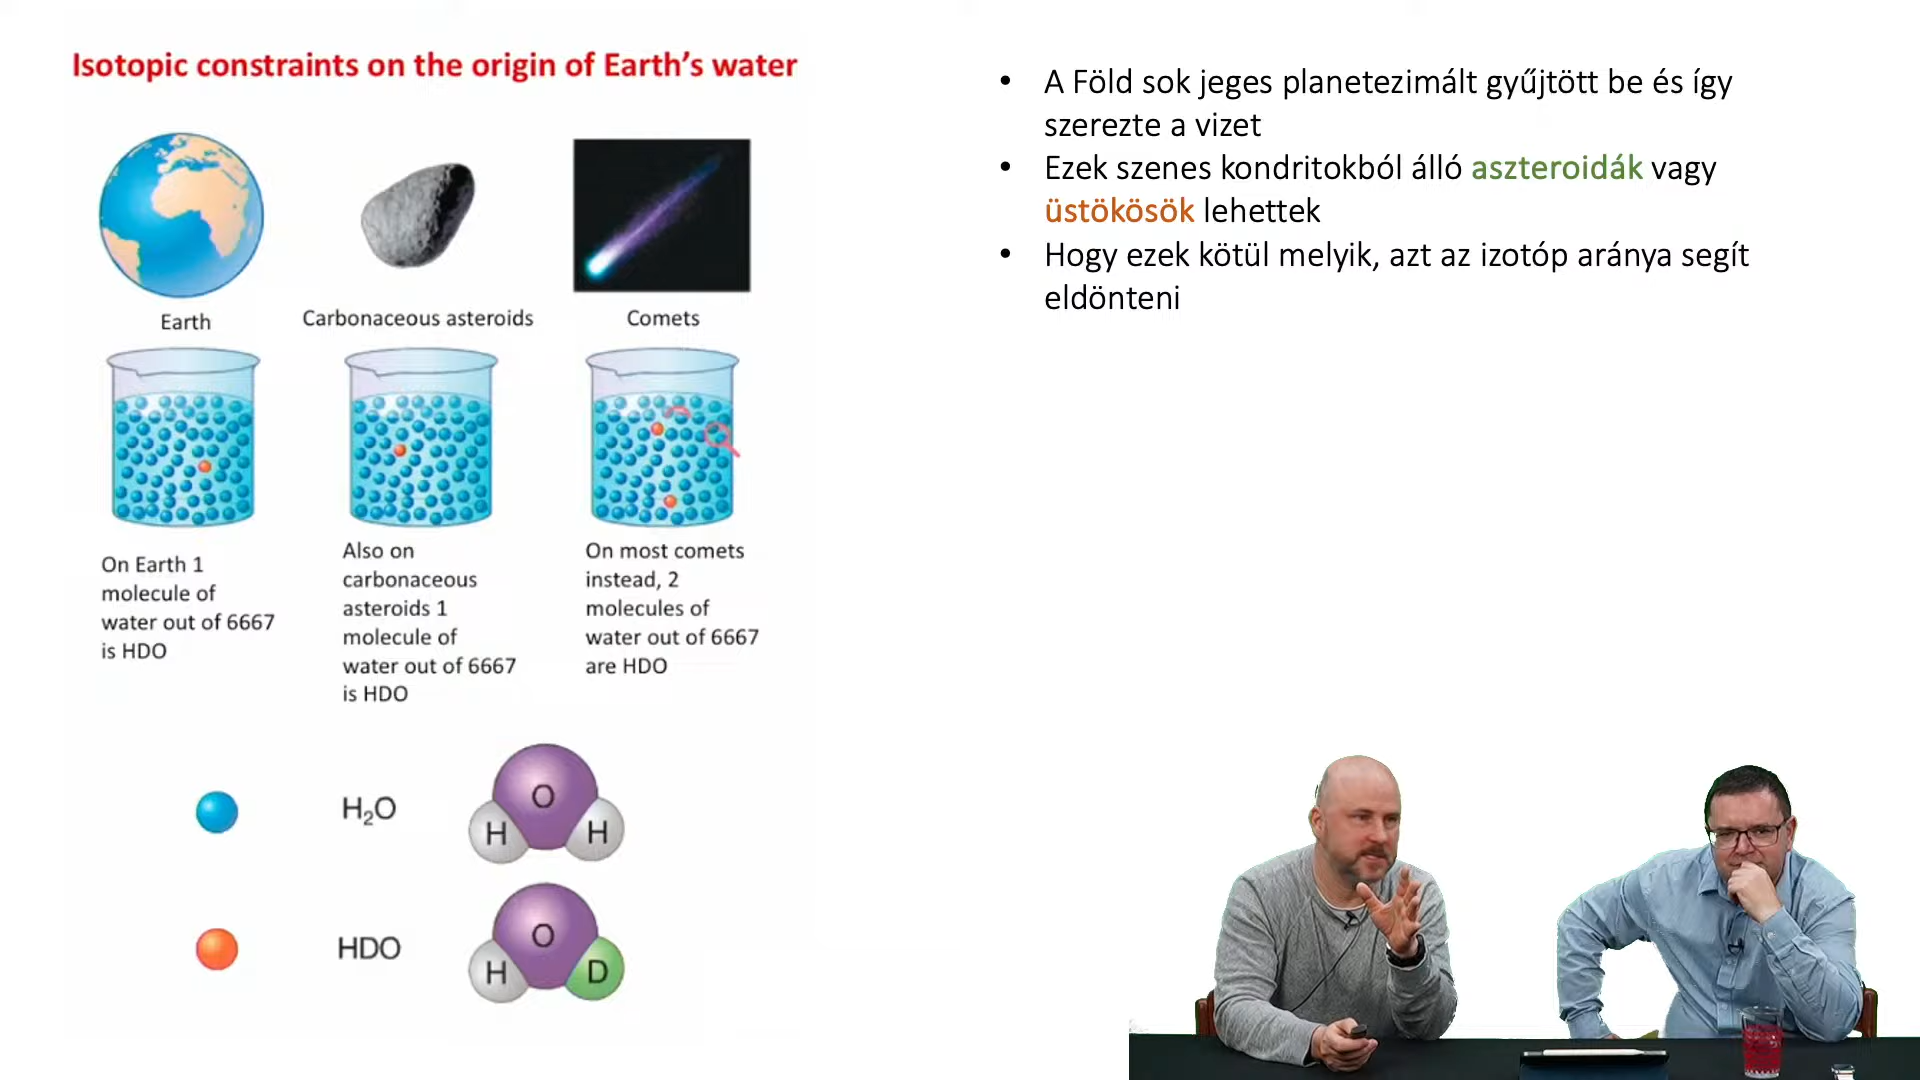 Isotopic constraints on the origin of Earth's water
Earth
Carbonaceous asteroids
Comets
On Earth 1
molecule of
water out of 6667
is HDO
Also on
carbonaceous
asteroids 1
molecule of
water out of 6667
is HDO
On most comets
instead, 2
molecules of
water out of 6667
are HDO
H₂O
O
H
H
HDO
O
H
D
• A Föld sok jeges planetezimált gyűjtött be és így
szerezte a vizet
• Ezek szenes kondritokból álló aszteroidák vagy
üstökösök lehettek
• Hogy ezek kötül melyik, azt az izotóp aránya segít
eldönteni